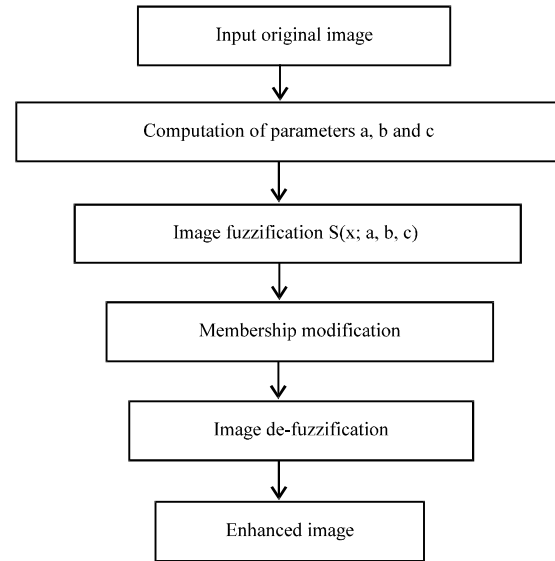 Input original image
Computation of parameters a, b and c
Image fuzzification S(x; a, b, c)
Membership modification
Image de-fuzzification
Enhanced image